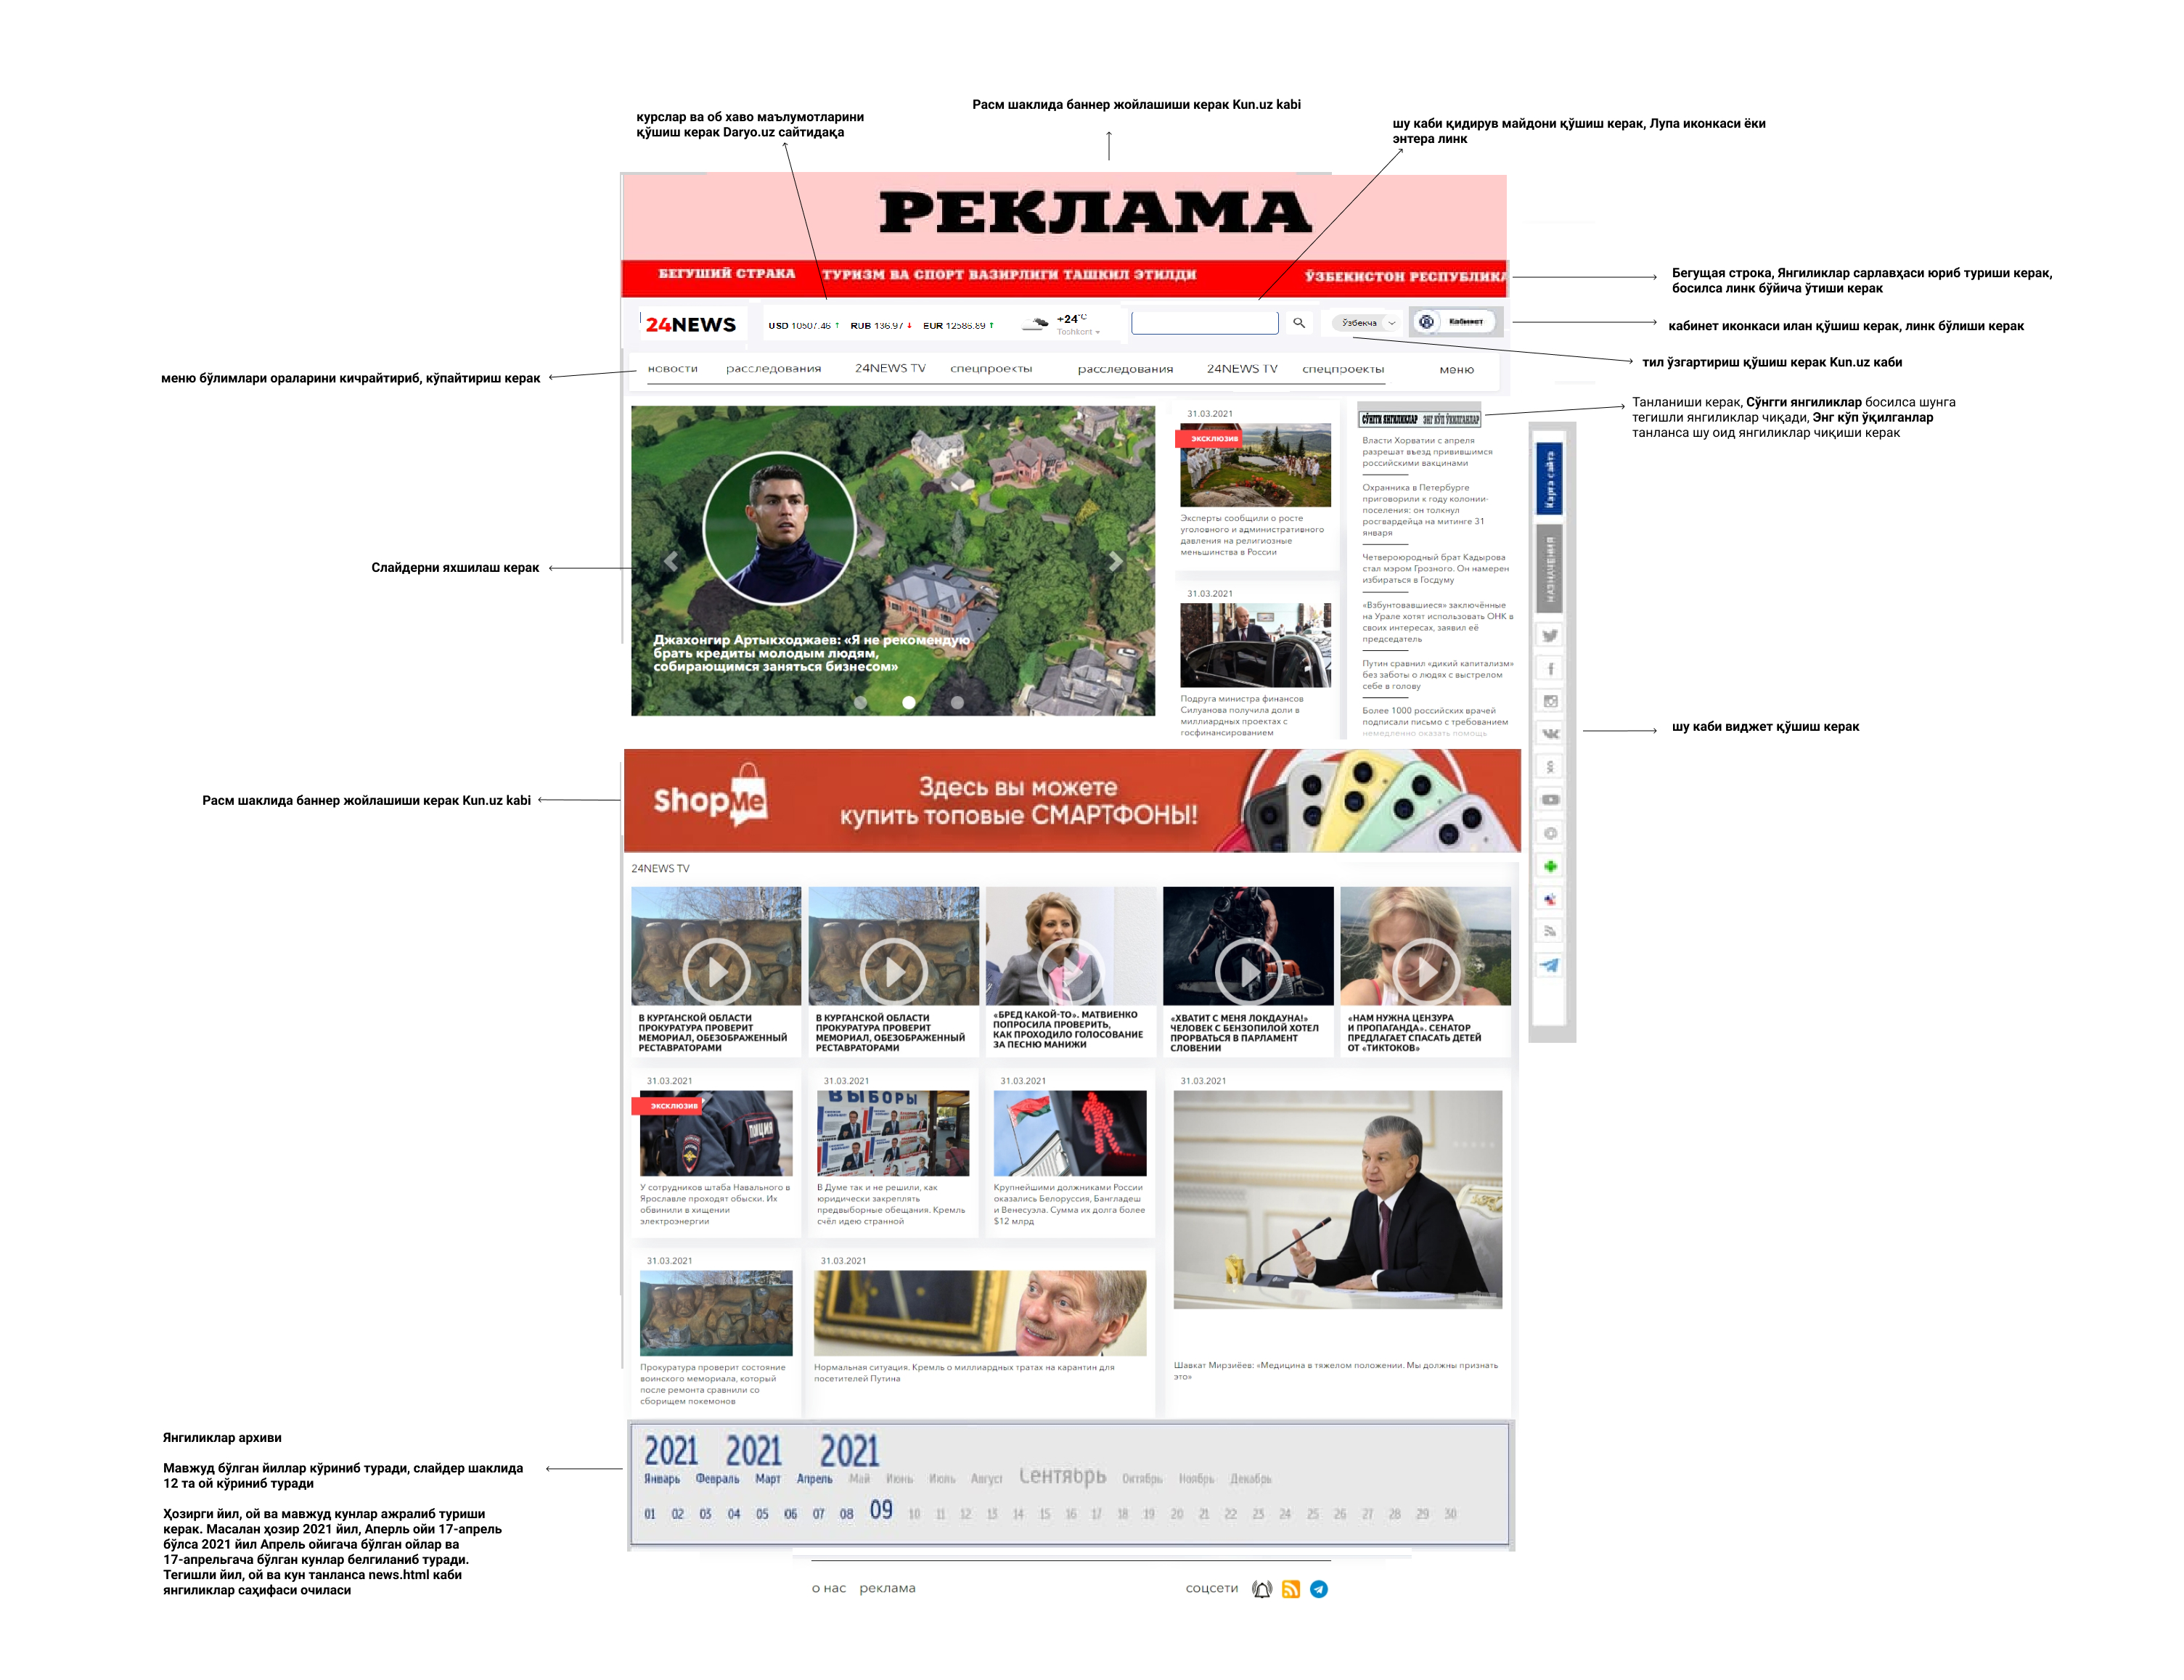 Расм шаклида баннер жойлашиши керак Kun.uz kabi
курслар ва об хаво маълумотларини
қўшиш керак Daryo.uz сайтидақа
шу каби қидирув майдони қўшиш керак, Лупа иконкаси ёки
энтера линк
РЕКЛАМА
БЕГУШИЙ СТРАКА ТУРИЗМ ВА СПОРТ ВАЗИРЛИГИ ТАШКИЛ ЭТИЛДИ ЎЗБЕКИСТОН РЕСПУБЛИКА
Бегущая строка, Янгиликлар сарлавҳаси юриб туриши керак,
босилса линк бўйича ўтиши керак
24NEWS
USD 10507.46 ↑ RUB 136.97 ↓ EUR 12586.89 ↑
+24°C
Toshkent
Ўзбекча
Кабинет
кабинет иконкаси илан қўшиш керак, линк бўлиши керак
тил ўзгартириш қўшиш керак Kun.uz каби
меню бўлимлари ораларини кичрайтириб, кўпайтириш керак
новости расследования 24NEWS TV спецпроекты расследования 24NEWS TV спецпроекты меню
Танланиши керак, Сўнгги янгиликлар босилса шунга
тегишли янгиликлар чиқади, Энг кўп ўқилганлар
танланса шу оид янгиликлар чиқиши керак
Слайдерни яхшилаш керак
Джахонгир Артыкходжаев: «Я не рекомендую
брать кредиты молодым людям,
собирающимся заняться бизнесом»
31.03.2021
ЭКСКЛЮЗИВ
Эксперты сообщили о росте
уголовного и административного
давления на религиозные
меньшинства в России
31.03.2021
Подруга министра финансов
Силуанова получила доли в
миллиардных проектах с
госфинансированием
СЎНГГИ ЯНГИЛИКЛАР ЭНГ КЎП ЎҚИЛГАНЛАР
Власти Хорватии с апреля
разрешат въезд привившимся
российскими вакцинами
Охранника в Петербурге
приговорили к году колонии-
поселения: он толкнул
росгвардейца на митинге 31
января
Четвероюродный брат Кадырова
стал мэром Грозного. Он намерен
избираться в Госдуму
«Взбунтовавшиеся» заключённые
на Урале хотят использовать ОНК в
своих интересах, заявил её
председатель
Путин сравнил «дикий капитализм»
без заботы о людях с выстрелом
себе в голову
Более 1000 российских врачей
подписали письмо с требованием
немедленно оказать помощь
Карта сайта
НАЗНАЧЕНИЯ
шу каби виджет қўшиш керак
Расм шаклида баннер жойлашиши керак Kun.uz kabi
ShopMe
Здесь вы можете
купить топовые СМАРТФОНЫ!
24NEWS TV
В КУРГАНСКОЙ ОБЛАСТИ
ПРОКУРАТУРА ПРОВЕРИТ
МЕМОРИАЛ, ОБЕЗОБРАЖЕННЫЙ
РЕСТАВРАТОРАМИ
В КУРГАНСКОЙ ОБЛАСТИ
ПРОКУРАТУРА ПРОВЕРИТ
МЕМОРИАЛ, ОБЕЗОБРАЖЕННЫЙ
РЕСТАВРАТОРАМИ
«БРЕД КАКОЙ-ТО». МАТВИЕНКО
ПОПРОСИЛА ПРОВЕРИТЬ,
КАК ПРОХОДИЛО ГОЛОСОВАНИЕ
ЗА ПЕСНЮ МАНИЖИ
«ХВАТИТ С МЕНЯ ЛОКДАУНА!»
ЧЕЛОВЕК С БЕНЗОПИЛОЙ ХОТЕЛ
ПРОРВАТЬСЯ В ПАРЛАМЕНТ
СЛОВЕНИИ
«НАМ НУЖНА ЦЕНЗУРА
И ПРОПАГАНДА». СЕНАТОР
ПРЕДЛАГАЕТ СПАСАТЬ ДЕТЕЙ
ОТ «ТИКТОКОВ»
31.03.2021
ЭКСКЛЮЗИВ
У сотрудников штаба Навального в
Ярославле проходят обыски. Их
обвинили в хищении
электроэнергии
31.03.2021
ВЫБОРЫ
В Думе так и не решили, как
юридически закреплять
предвыборные обещания. Кремль
счёл идею странной
31.03.2021
Крупнейшими должниками России
оказались Белоруссия, Бангладеш
и Венесуэла. Сумма их долга более
$12 млрд
31.03.2021
Шавкат Мирзиёев: «Медицина в тяжелом положении. Мы должны признать
это»
31.03.2021
Прокуратура проверит состояние
воинского мемориала, который
после ремонта сравнили со
сборищем покемонов
31.03.2021
Нормальная ситуация. Кремль о миллиардных тратах на карантин для
посетителей Путина
Янгиликлар архиви
Мавжуд бўлган йиллар кўриниб туради, слайдер шаклида
12 та ой кўриниб туради
Ҳозирги йил, ой ва мавжуд кунлар ажралиб туриши
керак. Масалан ҳозир 2021 йил, Аперль ойи 17-апрель
бўлса 2021 йил Апрель ойигача бўлган ойлар ва
17-апрельгача бўлган кунлар белгиланиб туради.
Тегишли йил, ой ва кун танланса news.html каби
янгиликлар саҳифаси очиласи
2021 2021 2021
Январь Февраль Март Апрель Май Июнь Июль Август Сентябрь Октябрь Ноябрь Декабрь
01 02 03 04 05 06 07 08 09 10 11 12 13 14 15 16 17 18 19 20 21 22 23 24 25 26 27 28 29 30
о нас реклама соцсети